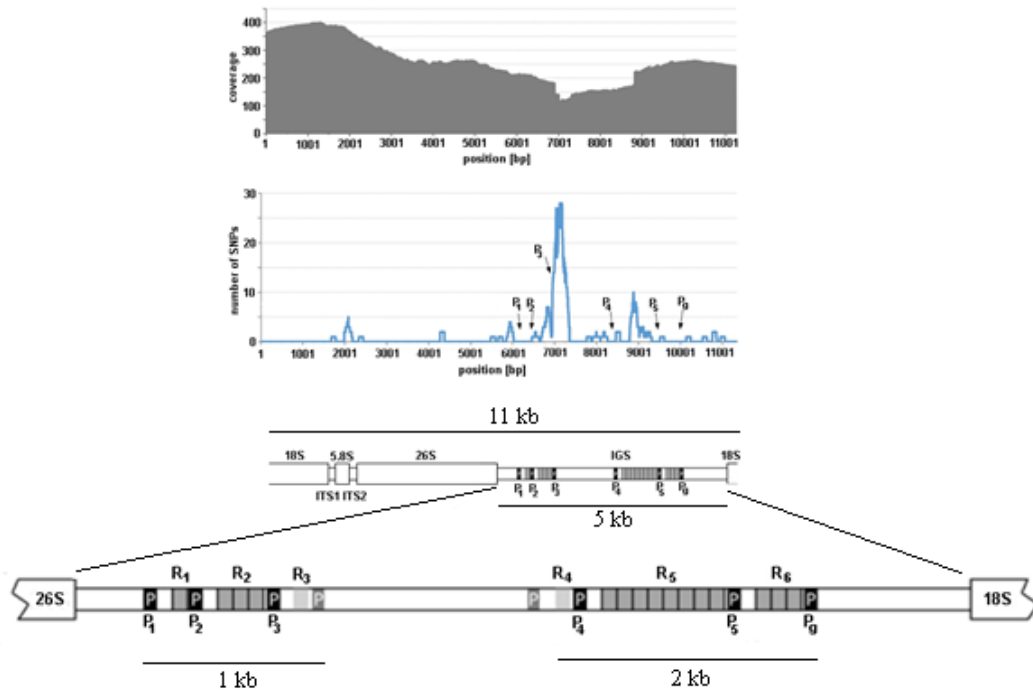 400
300
200
100
0
coverage
1 1001 2001 3001 4001 5001 6001 7001 8001 9001 10001 11001
position [bp]
30
20
10
0
number of SNPs
P3
P1 P2 P4 P5 Pg
1 1001 2001 3001 4001 5001 6001 7001 8001 9001 10001 11001
position [bp]
11 kb
18S 5.8S 26S IGS 18S
ITS1 ITS2 P1 P2 P3 P4 P5 Pg
5 kb
R1 R2 R3 R4 R5 R6
26S P P P P P P P P 18S
P1 P2 P3 P4 P5 Pg
1 kb 2 kb